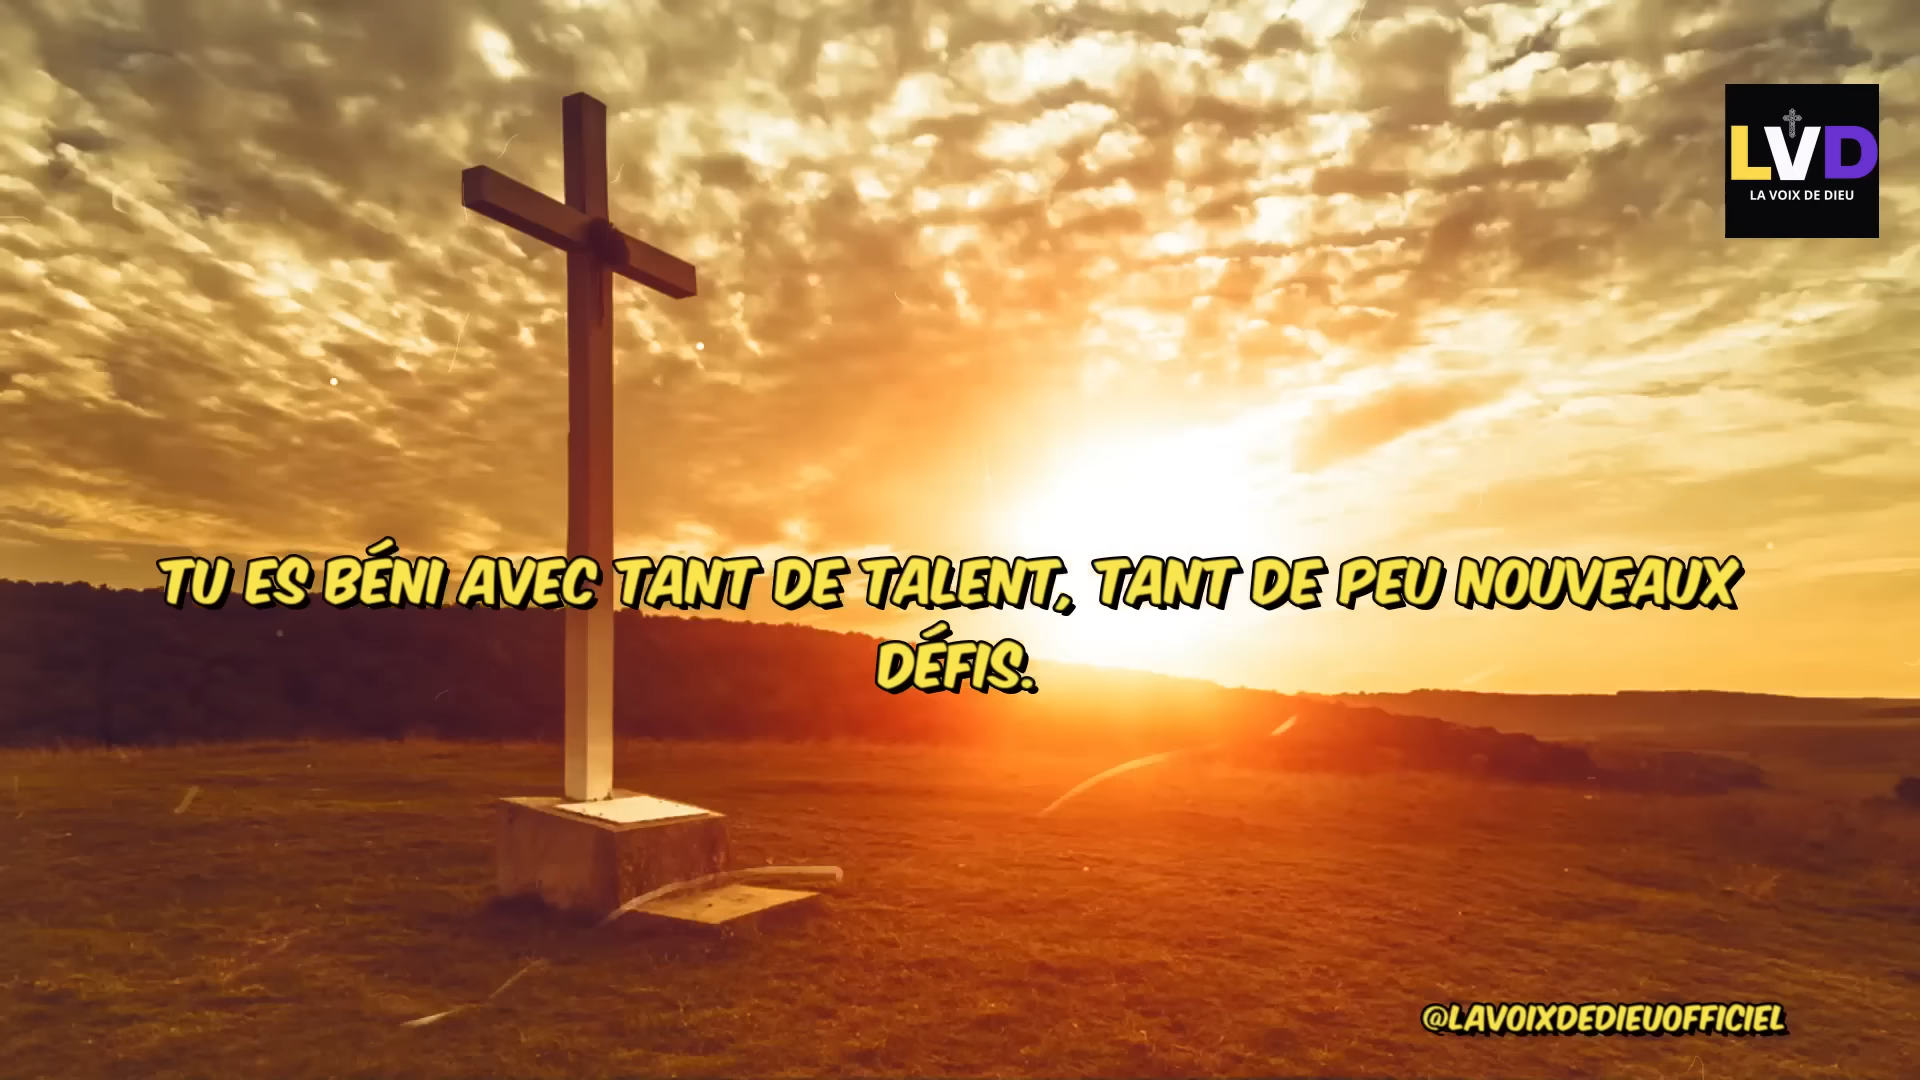 LVD
LA VOIX DE DIEU
TU ES BÉNI AVEC TANT DE TALENT, TANT DE PEU NOUVEAUX
DÉFIS.
@LAVOIXDEDIEUOFFICIEL